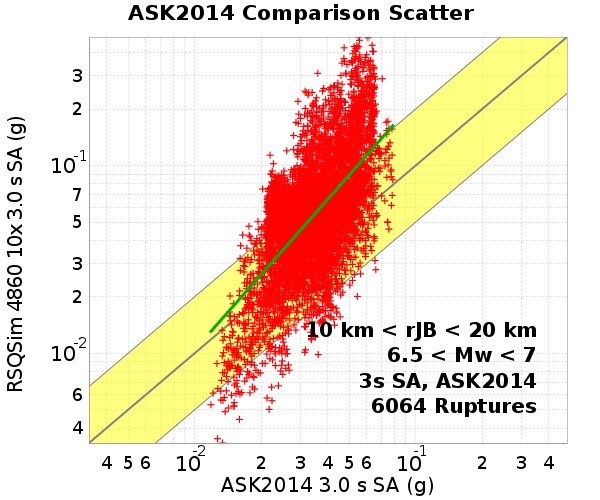 ASK2014 Comparison Scatter
RSQSim 4860 10x 3.0 s SA (g)
3
2
10-1
7
5
3
2
10-2
6
4
10 km < rJB < 20 km
6.5 < Mw < 7
3s SA, ASK2014
6064 Ruptures
4 5 6 10-2 2 3 4 5 6 10-1 2 3 4
ASK2014 3.0 s SA (g)